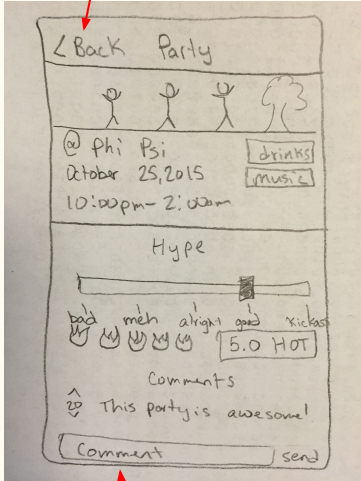 < Back Party
@ Phi Psi drinks
October 25, 2015 music
10:00pm - 2:00am
Hype
bad meh alright good kickass
5.0 HOT
Comments
20 This party is awesome!
Comment send